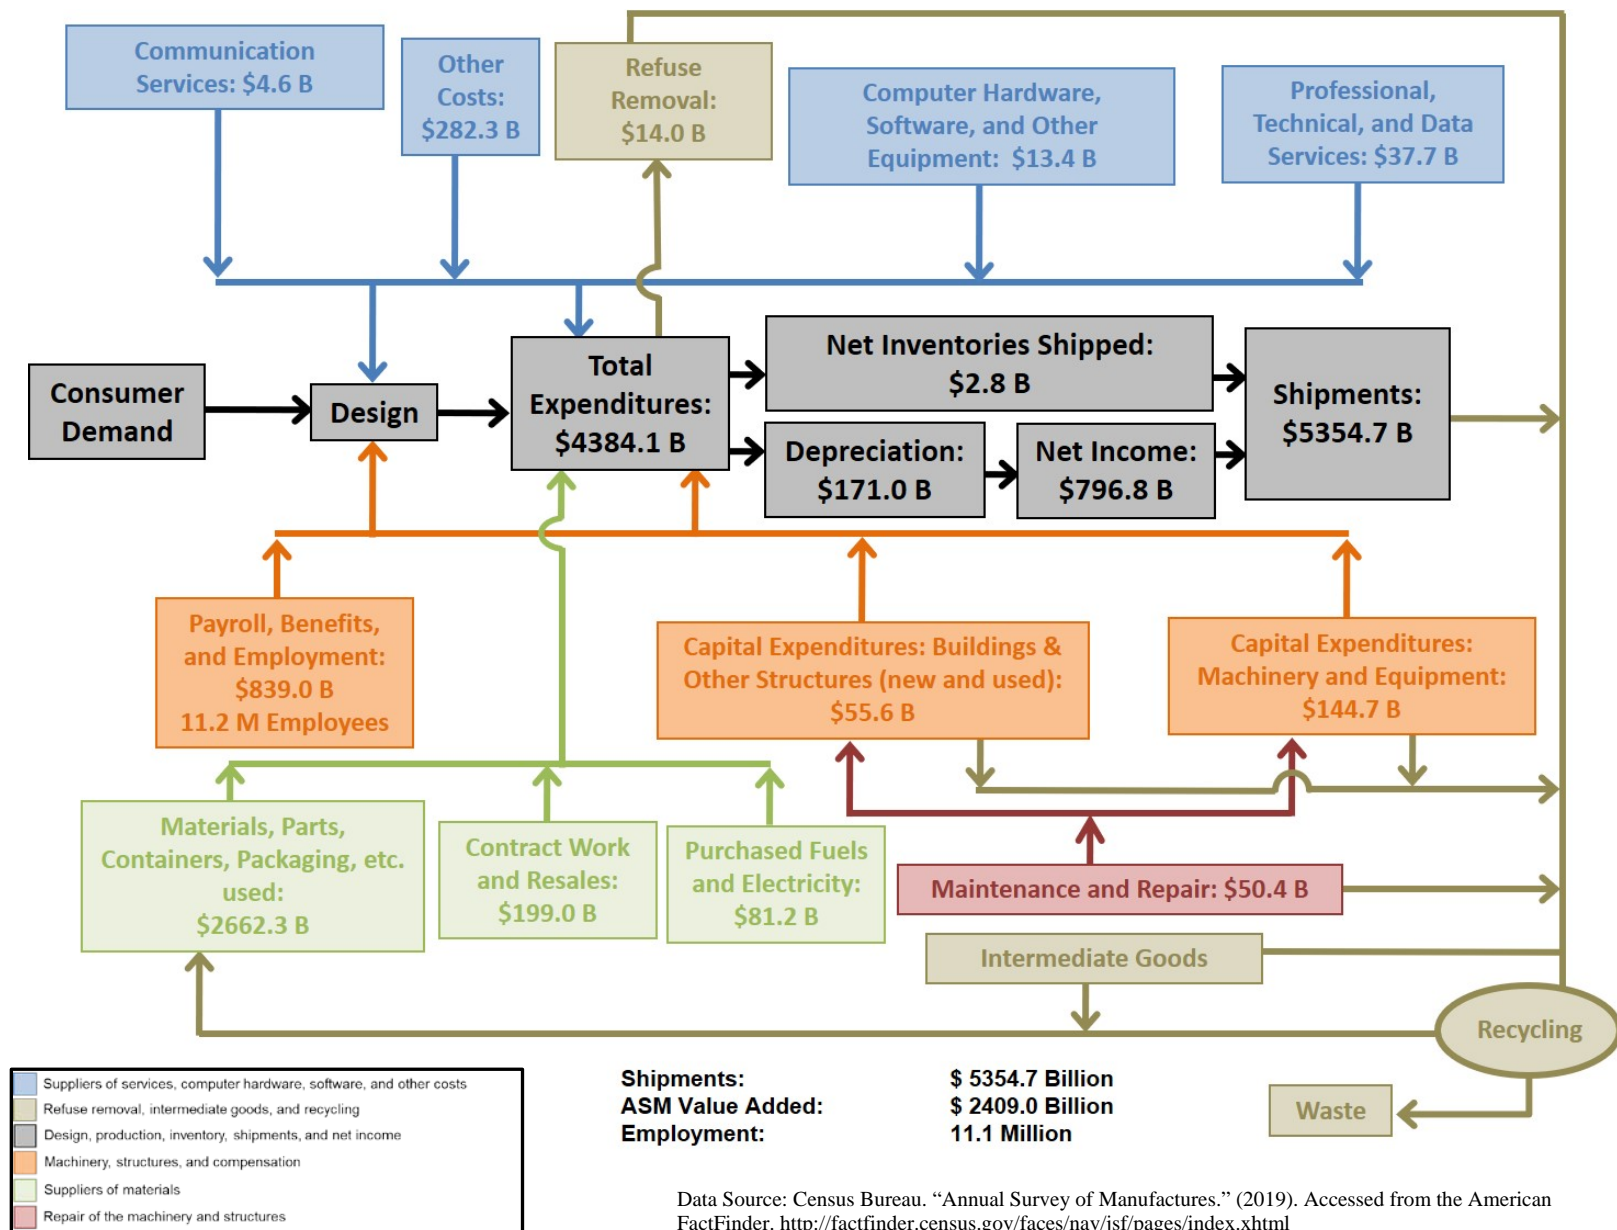 Communication
Services: $4.6 B
Other
Costs:
$282.3 B
Refuse
Removal:
$14.0 B
Computer Hardware,
Software, and Other
Equipment:  $13.4 B
Professional,
Technical, and Data
Services: $37.7 B
Consumer
Demand
Design
Total
Expenditures:
$4384.1 B
Net Inventories Shipped:
$2.8 B
Depreciation:
$171.0 B
Net Income:
$796.8 B
Shipments:
$5354.7 B
Payroll, Benefits,
and Employment:
$839.0 B
11.2 M Employees
Capital Expenditures: Buildings &
Other Structures (new and used):
$55.6 B
Capital Expenditures:
Machinery and Equipment:
$144.7 B
Materials, Parts,
Containers, Packaging, etc.
used:
$2662.3 B
Contract Work
and Resales:
$199.0 B
Purchased Fuels
and Electricity:
$81.2 B
Maintenance and Repair: $50.4 B
Intermediate Goods
Recycling
Waste
Suppliers of services, computer hardware, software, and other costs
Refuse removal, intermediate goods, and recycling
Design, production, inventory, shipments, and net income
Machinery, structures, and compensation
Suppliers of materials
Repair of the machinery and structures
Shipments: $ 5354.7 Billion
ASM Value Added: $ 2409.0 Billion
Employment: 11.1 Million
Data Source: Census Bureau. “Annual Survey of Manufactures.” (2019). Accessed from the American
FactFinder. http://factfinder.census.gov/faces/nav/jsf/pages/index.xhtml